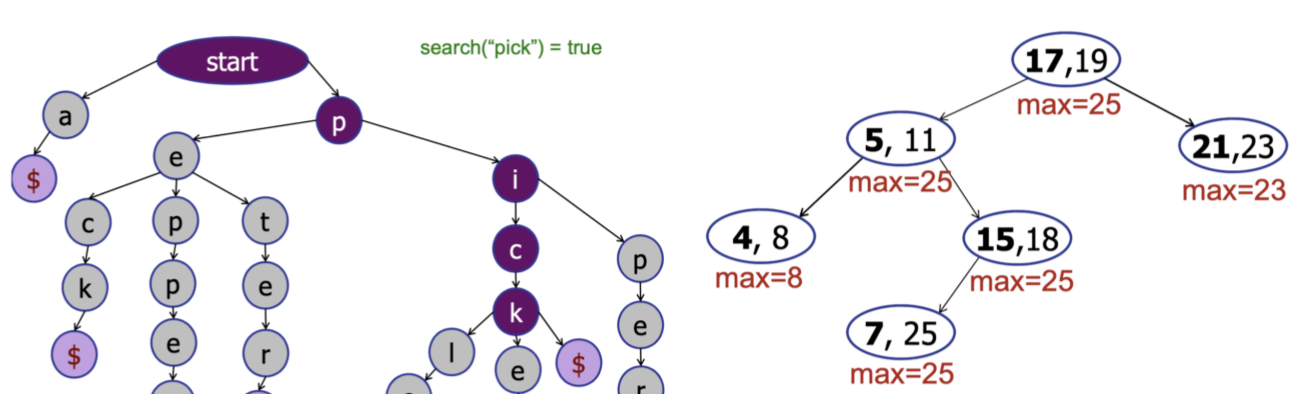 start
search("pick") = true
a
p
$
e
i
c
p
t
c
p
k
p
e
k
e
$
e
r
l
e
$
r
17,19
max=25
5, 11
max=25
21,23
max=23
4, 8
max=8
15,18
max=25
7, 25
max=25